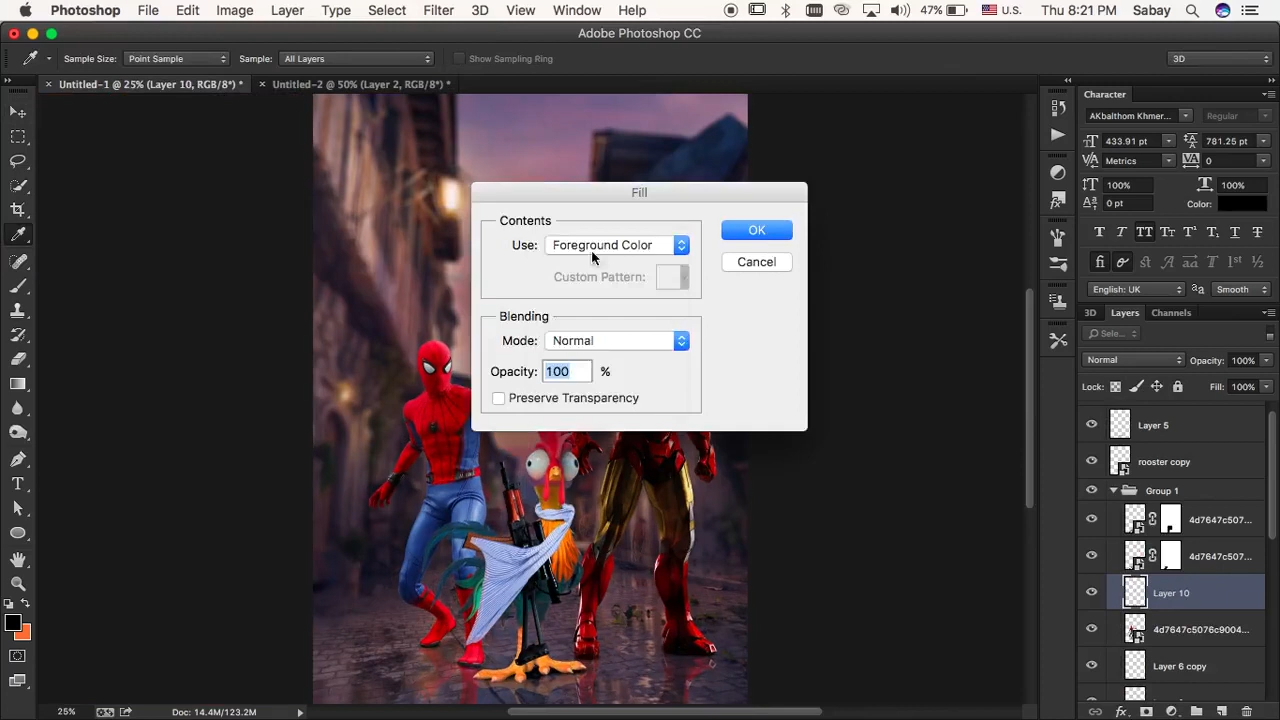 Photoshop File Edit Image Layer Type Select Filter 3D View Window Help 47% U.S. Thu 8:21 PM Sabay
Adobe Photoshop CC
Sample Size: Point Sample Sample: All Layers Show Sampling Ring 3D
Untitled-1 @ 25% (Layer 10, RGB/8*) * Untitled-2 @ 50% (Layer 2, RGB/8*) *
Character
AKbalthom Khmer... Regular
433.91 pt 781.25 pt
Metrics 0
100% 100%
0 pt Color:
English: UK Smooth
3D Layers Channels
Sele...
Normal Opacity: 100%
Lock: Fill: 100%
Layer 5
rooster copy
Group 1
4d7647c507...
4d7647c507...
Layer 10
4d7647c5076c9004...
Layer 6 copy
Fill
Contents
Use: Foreground Color
Custom Pattern:
OK
Cancel
Blending
Mode: Normal
Opacity: 100 %
Preserve Transparency
25% Doc: 14.4M/123.2M